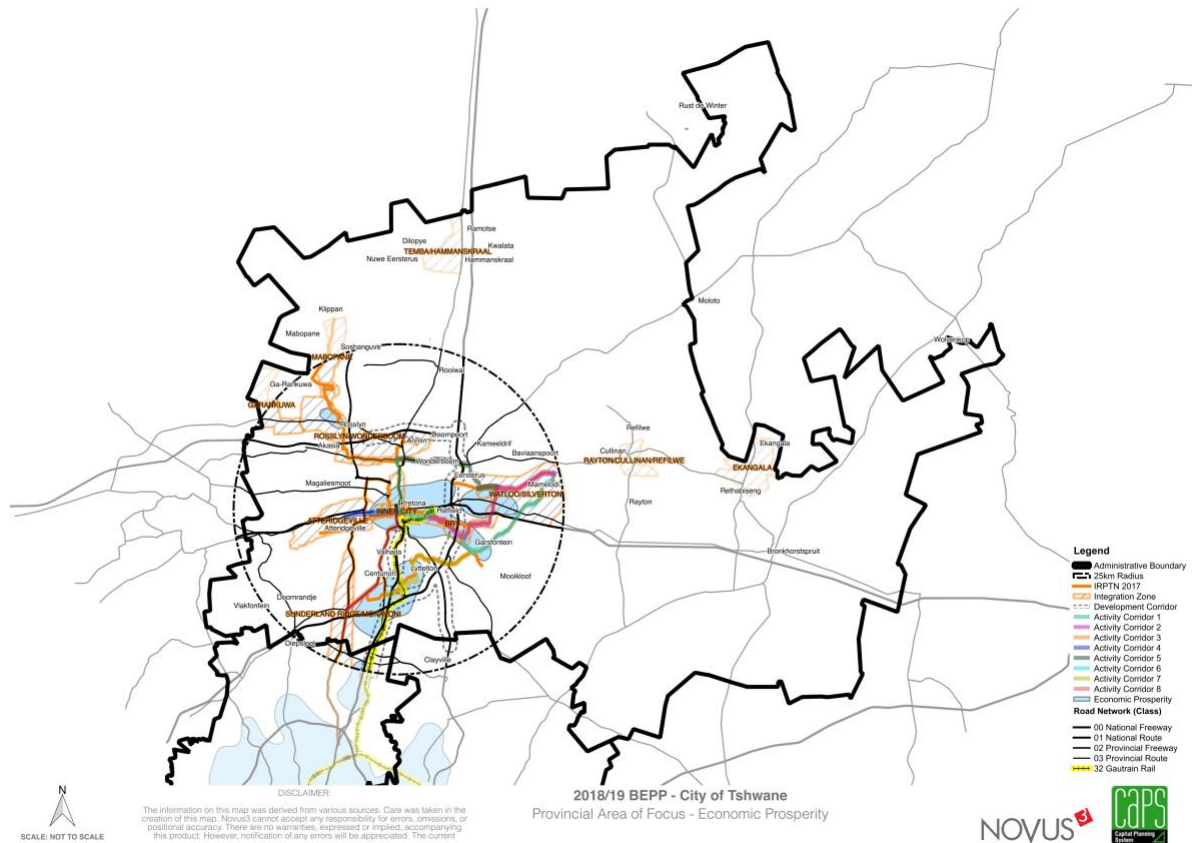 Rust de Winter
Ramotse
Dilopye
Kwalata
TEMBA/HAMMANSKRAAL
Nuwe Eersterus
Hammanskraal
Moloto
Klippan
Mabopane
Soshanguve
MABOPANE
Rooiwal
Ga-Rankuwa
GARANKUWA
Rosslyn
ROSSLYN/WONDERBOOM
Akasia
Boompoort
Kameeldrif
Baviaanspoort
Wonderboom
Refilwe
Cullinan
RAYTON/CULLINAN/REFILWE
Ekangala
EKANGALA
Rethabiseng
Rayton
Eersterus
Mamelodi
WATLOO/SILVERTON
Magaliesmoot
Pretoria
INNER CITY
Hatfield
ATTERIDGEVILLE
Atteridgeville
BRT
Garsfontein
Valhalla
Lyttelton
Centurion
Mooikloof
Bronkhorstspruit
Doornrandje
Vlakfontein
Diepsloot
Clayville
Legend
Administrative Boundary
25km Radius
IRPTN 2017
Integration Zone
Development Corridor
Activity Corridor 1
Activity Corridor 2
Activity Corridor 3
Activity Corridor 4
Activity Corridor 5
Activity Corridor 6
Activity Corridor 7
Activity Corridor 8
Economic Prosperity
Road Network (Class)
00 National Freeway
01 National Route
02 Provincial Freeway
03 Provincial Route
32 Gautrain Rail
N
SCALE: NOT TO SCALE
DISCLAIMER:
The information on this map was derived from various sources. Care was taken in the
creation of this map. Novus3 cannot accept any responsibility for errors, omissions, or
positional accuracy. There are no warranties, expressed or implied, accompanying
this product. However, notification of any errors will be appreciated. The current
2018/19 BEPP - City of Tshwane
Provincial Area of Focus - Economic Prosperity
NOVUS3
CAPS
Capital Planning
System